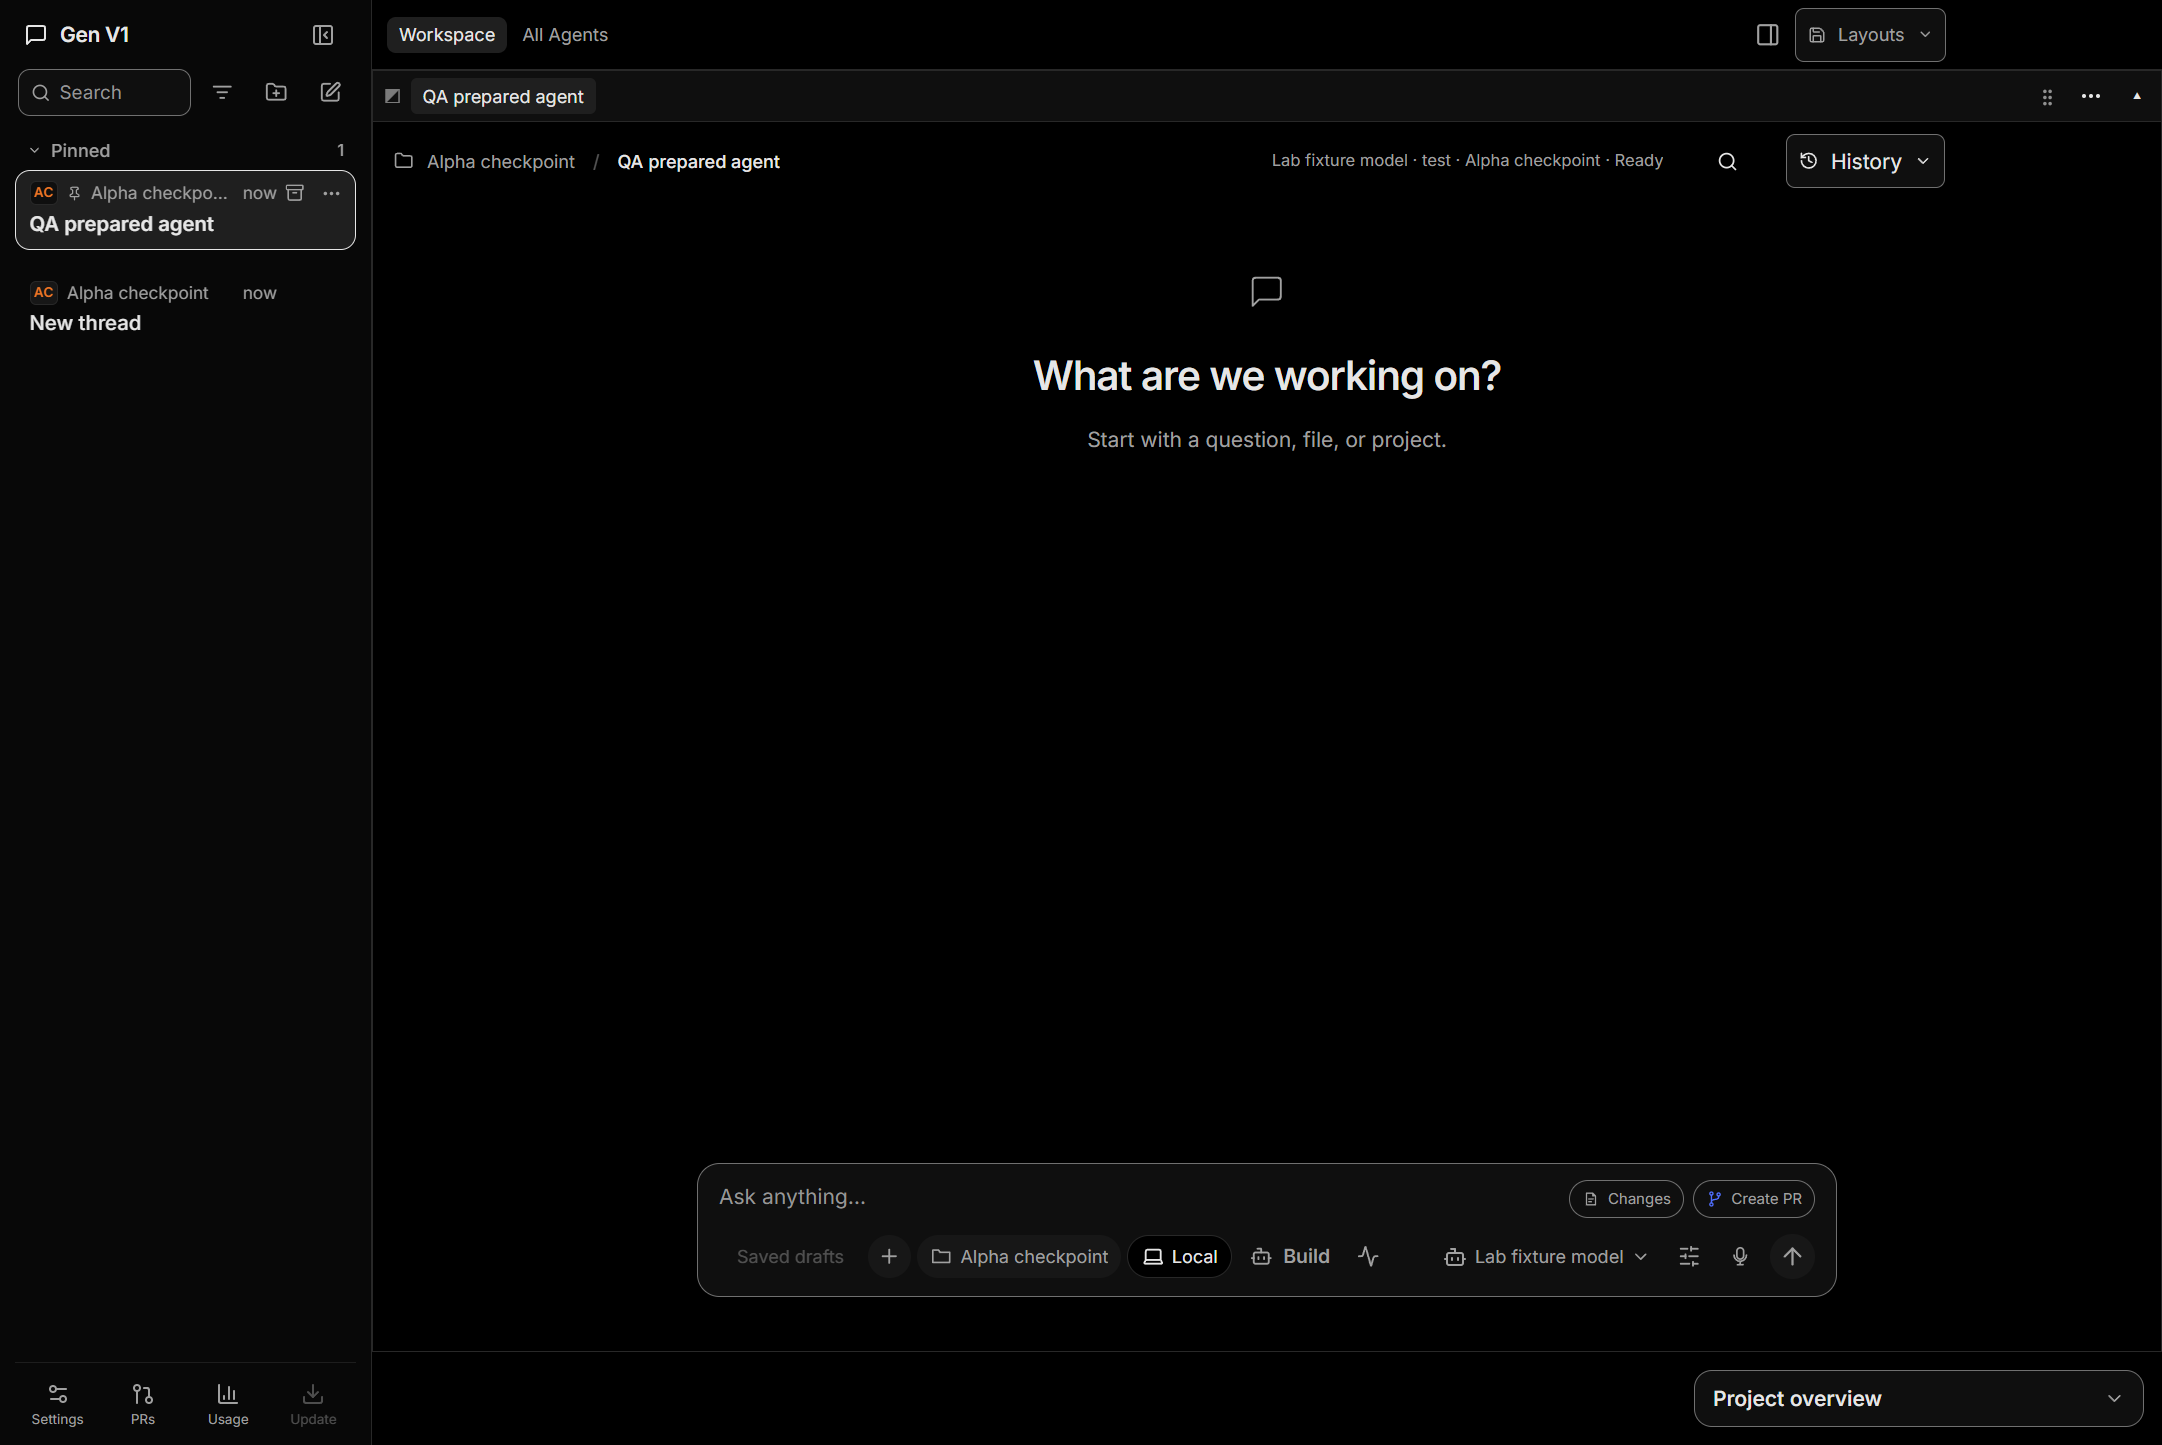 Gen V1
Search
Pinned 1
AC Alpha checkpo... now
QA prepared agent
AC Alpha checkpoint now
New thread
Settings
PRs
Usage
Update
Workspace
All Agents
Layouts
QA prepared agent
Alpha checkpoint / QA prepared agent
Lab fixture model · test · Alpha checkpoint · Ready
History
What are we working on?
Start with a question, file, or project.
Ask anything...
Changes
Create PR
Saved drafts
Alpha checkpoint
Local
Build
Lab fixture model
Project overview